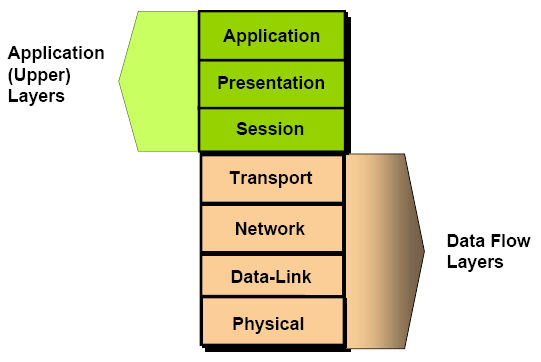 Application
(Upper)
Layers
Application
Presentation
Session
Transport
Network
Data-Link
Physical
Data Flow
Layers